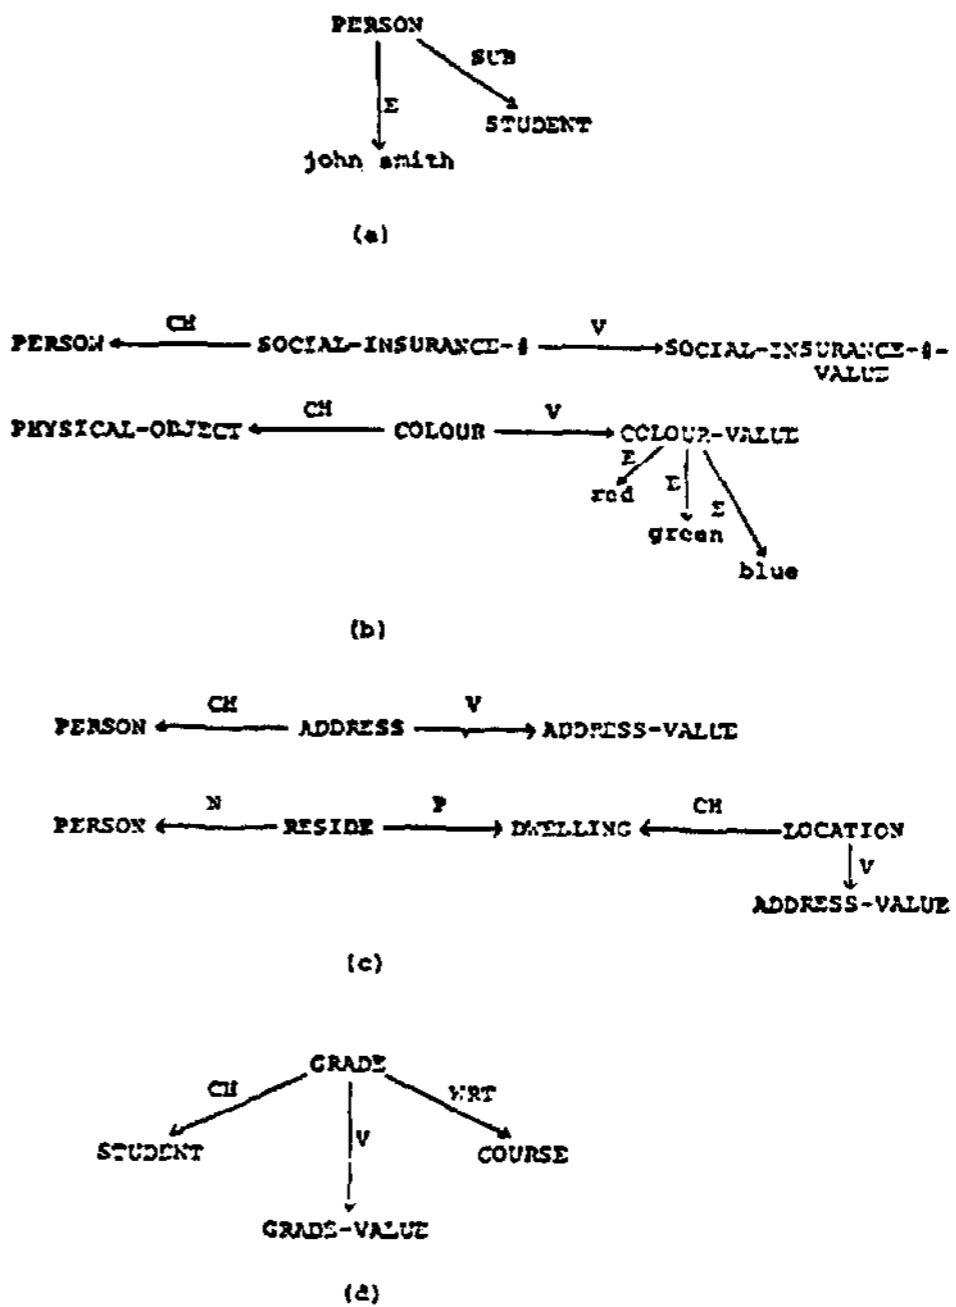 PERSON
SUB
E
STUDENT
john smith
(a)
CH V
PERSON SOCIAL-INSURANCE-# SOCIAL-INSURANCE-#-
VALUE
CH V
PHYSICAL-OBJECT COLOUR COLOUR-VALUE
E
red E
E
green
blue
(b)
CH V
PERSON ADDRESS ADDRESS-VALUE
N P CH
PERSON RESIDE DWELLING LOCATION
V
ADDRESS-VALUE
(c)
GRADE
CH WRT
V
STUDENT COURSE
GRADE-VALUE
(d)